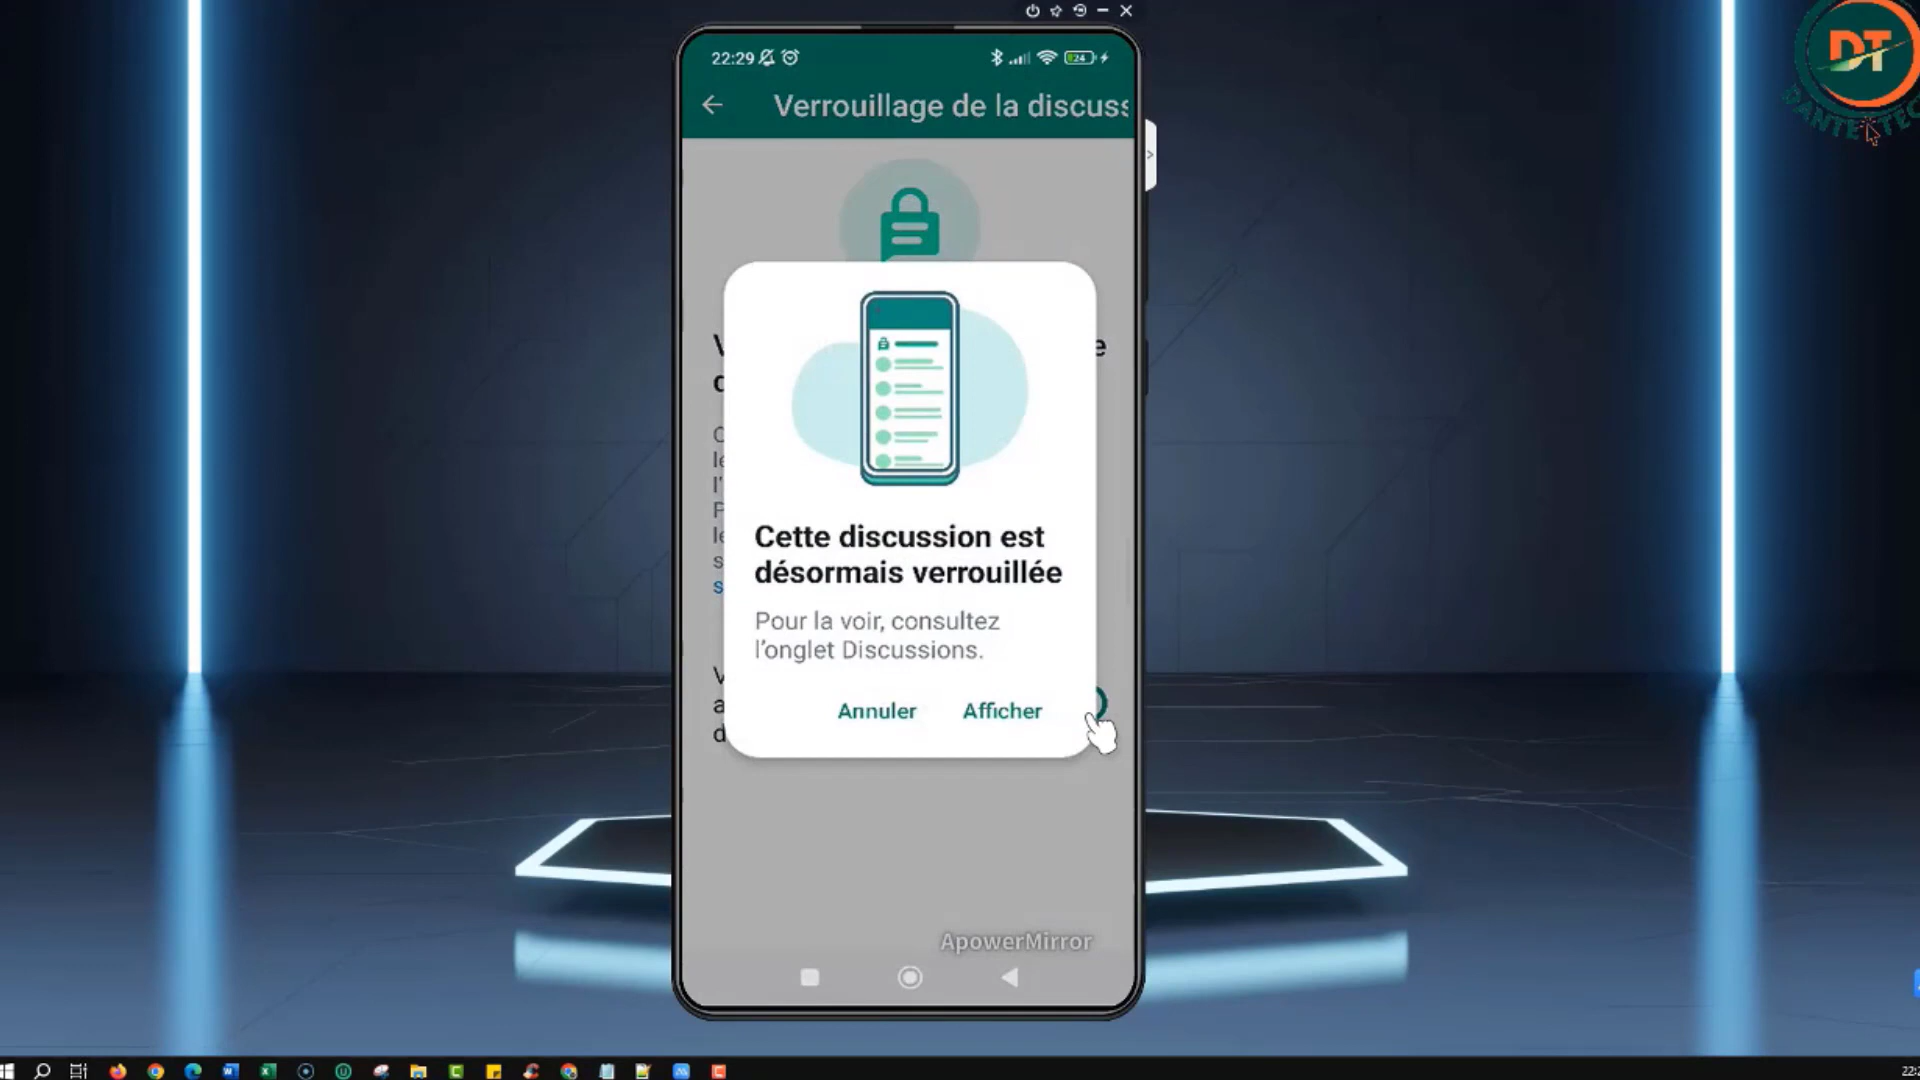 22:29
24
Verrouillage de la discuss
Cette discussion est
désormais verrouillée
Pour la voir, consultez
l'onglet Discussions.
Annuler
Afficher
ApowerMirror
DT